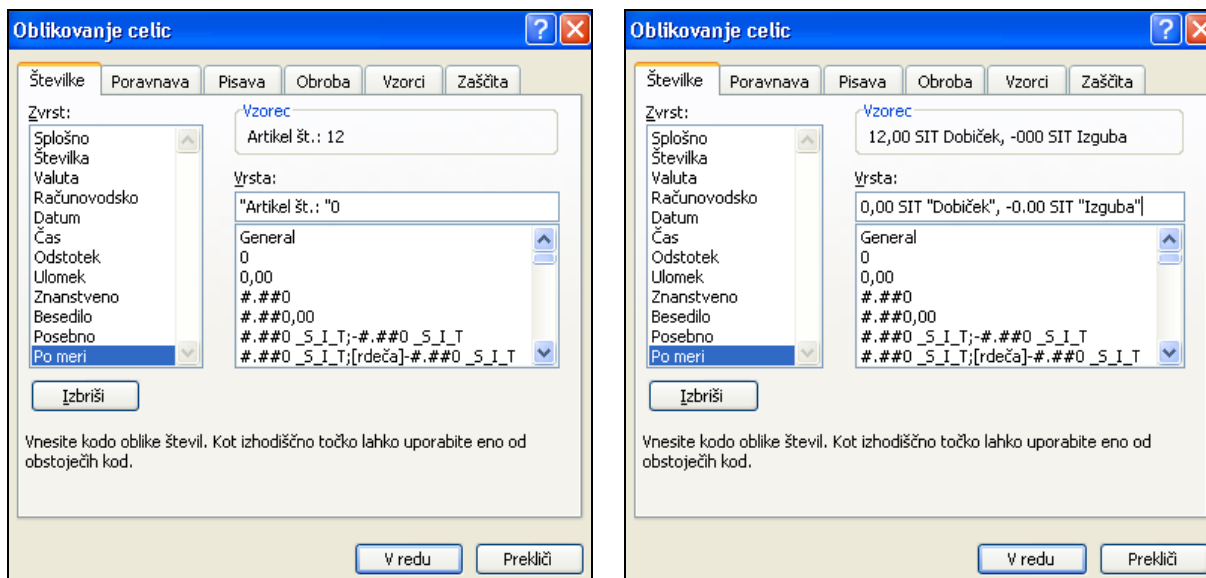 Oblikovanje celic
Številke Poravnava Pisava Obroba Vzorci Zaščita
Zvrst:
Splošno
Številka
Valuta
Računovodsko
Datum
Čas
Odstotek
Ulomek
Znanstveno
Besedilo
Posebno
Po meri
Vzorec
Artikel št.: 12
Vrsta:
"Artikel št.: "0
General
0
0,00
#.##0
#.##0,00
#.##0 _S_I_T;-#.##0 _S_I_T
#.##0 _S_I_T;[rdeča]-#.##0 _S_I_T
Izbriši
Vnesite kodo oblike števil. Kot izhodiščno točko lahko uporabite eno od
obstoječih kod.
V redu Prekliči
Oblikovanje celic
Številke Poravnava Pisava Obroba Vzorci Zaščita
Zvrst:
Splošno
Številka
Valuta
Računovodsko
Datum
Čas
Odstotek
Ulomek
Znanstveno
Besedilo
Posebno
Po meri
Vzorec
12,00 SIT Dobiček, -000 SIT Izguba
Vrsta:
0,00 SIT "Dobiček", -0.00 SIT "Izguba"
General
0
0,00
#.##0
#.##0,00
#.##0 _S_I_T;-#.##0 _S_I_T
#.##0 _S_I_T;[rdeča]-#.##0 _S_I_T
Izbriši
Vnesite kodo oblike števil. Kot izhodiščno točko lahko uporabite eno od
obstoječih kod.
V redu Prekliči